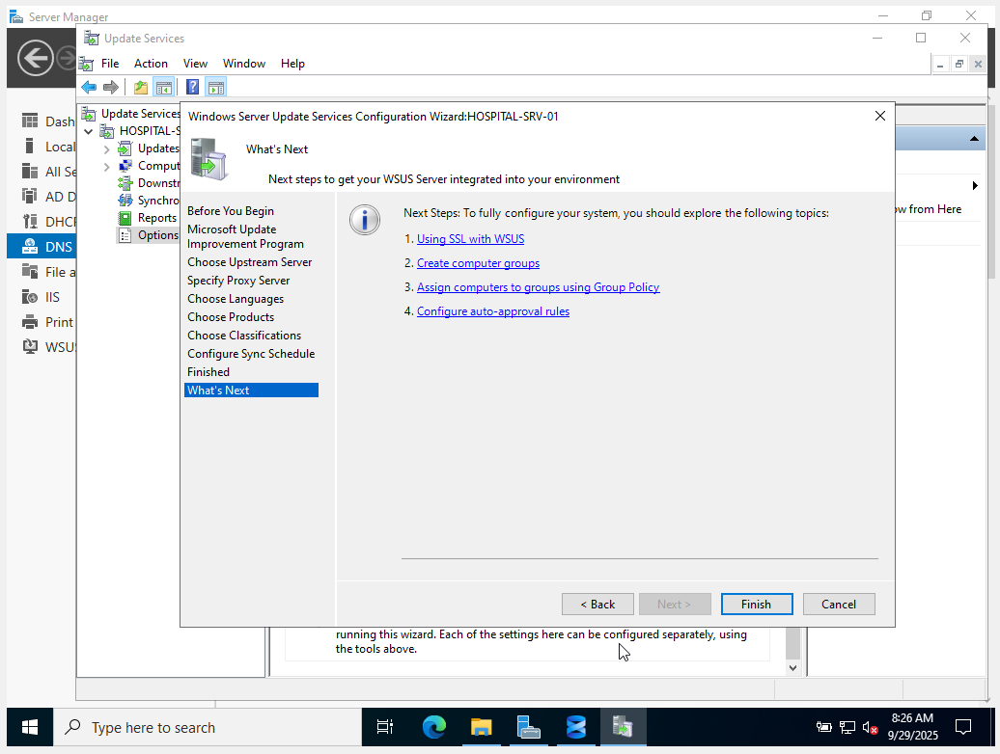 Server Manager
Update Services
File Action View Window Help
Dash
Local
All Se
AD D
DHCP
DNS
File a
IIS
Print
WSUS
Update Services
HOSPITAL-S
Updates
Comput
Downstr
Synchro
Reports
Options
Windows Server Update Services Configuration Wizard:HOSPITAL-SRV-01
What's Next
Next steps to get your WSUS Server integrated into your environment
Before You Begin
Microsoft Update
Improvement Program
Choose Upstream Server
Specify Proxy Server
Choose Languages
Choose Products
Choose Classifications
Configure Sync Schedule
Finished
What's Next
Next Steps: To fully configure your system, you should explore the following topics:
1. Using SSL with WSUS
2. Create computer groups
3. Assign computers to groups using Group Policy
4. Configure auto-approval rules
< Back Next > Finish Cancel
ow from Here
running this wizard. Each of the settings here can be configured separately, using
the tools above.
Type here to search
8:26 AM
9/29/2025